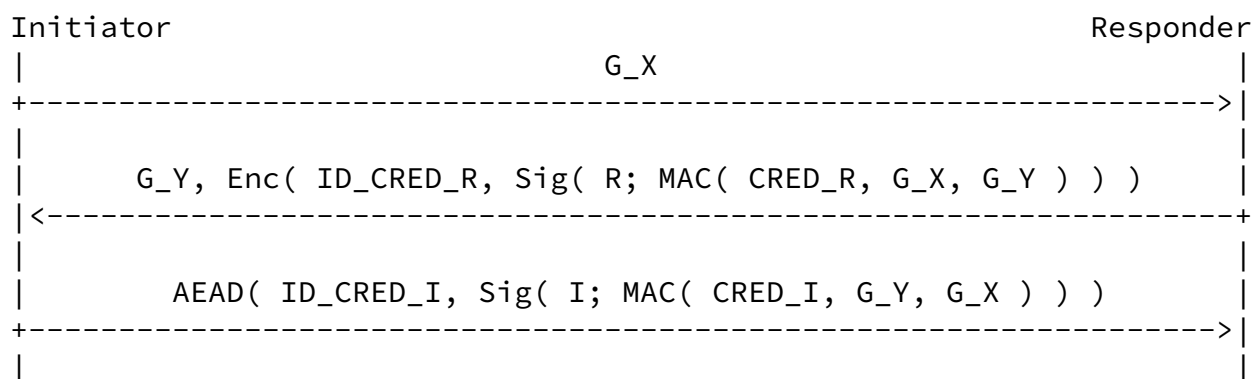 Initiator Responder
| G_X |
+------------------------------------------------------------------>|
| |
| G_Y, Enc( ID_CRED_R, Sig( R; MAC( CRED_R, G_X, G_Y ) ) ) |
|<------------------------------------------------------------------+
| |
| AEAD( ID_CRED_I, Sig( I; MAC( CRED_I, G_Y, G_X ) ) ) |
+------------------------------------------------------------------>|
| |